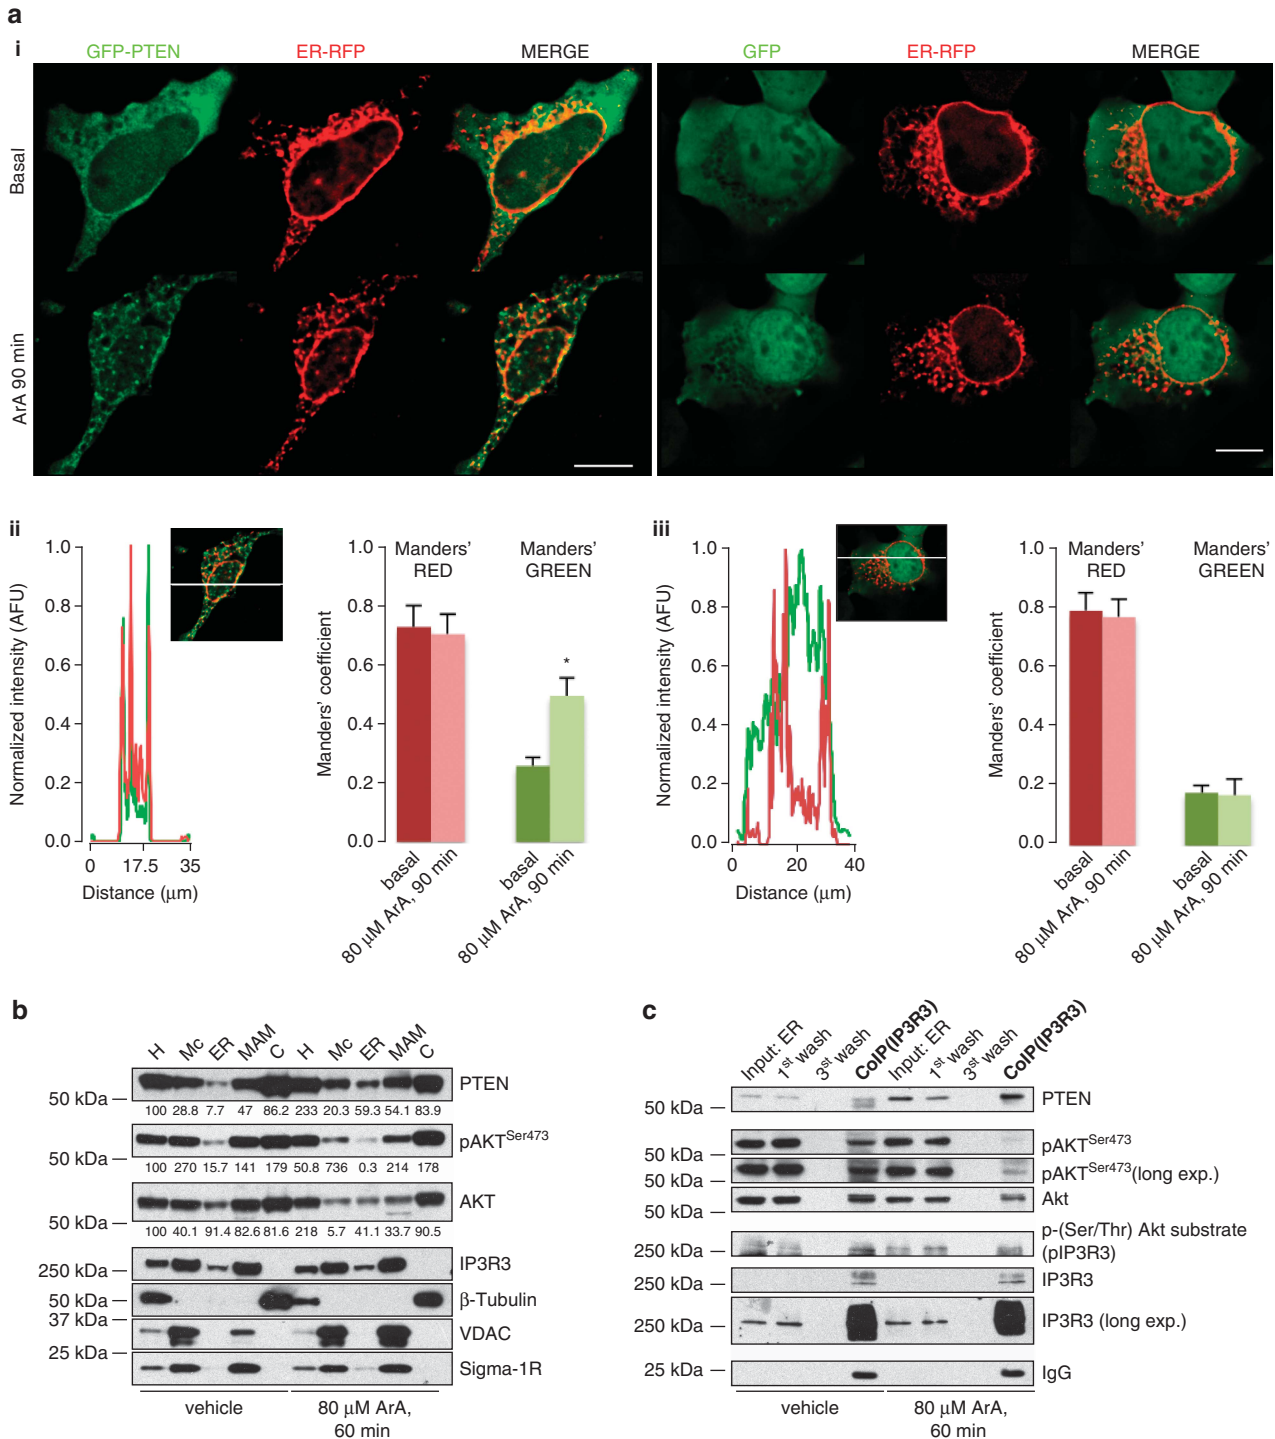 a
i
GFP-PTEN ER-RFP MERGE GFP ER-RFP MERGE
Basal
ArA 90 min
ii
Normalized intensity (AFU)
1.0
0.8
0.6
0.4
0.2
0.0
0 17.5 35
Distance (μm)
Manders' coefficient
1.0
0.8
0.6
0.4
0.2
0.0
Manders' RED
Manders' GREEN
*
basal
80 μM ArA, 90 min
basal
80 μM ArA, 90 min
iii
Normalized intensity (AFU)
1.0
0.8
0.6
0.4
0.2
0.0
0 20 40
Distance (μm)
Manders' coefficient
1.0
0.8
0.6
0.4
0.2
0.0
Manders' RED
Manders' GREEN
basal
80 μM ArA, 90 min
basal
80 μM ArA, 90 min
b
H Mc ER MAM C H Mc ER MAM C
50 kDa PTEN
100 28.8 7.7 47 86.2 233 20.3 59.3 54.1 83.9
50 kDa pAKTSer473
100 270 15.7 141 179 50.8 736 0.3 214 178
50 kDa AKT
100 40.1 91.4 82.6 81.6 218 5.7 41.1 33.7 90.5
250 kDa IP3R3
50 kDa β-Tubulin
37 kDa
VDAC
25 kDa
Sigma-1R
vehicle 80 μM ArA,
60 min
c
Input: ER 1st wash 3st wash CoIP(IP3R3) Input: ER 1st wash 3st wash CoIP(IP3R3)
50 kDa PTEN
50 kDa pAKTSer473
50 kDa pAKTSer473(long exp.)
50 kDa Akt
250 kDa p-(Ser/Thr) Akt substrate
(pIP3R3)
250 kDa IP3R3
250 kDa IP3R3 (long exp.)
25 kDa IgG
vehicle 80 μM ArA,
60 min